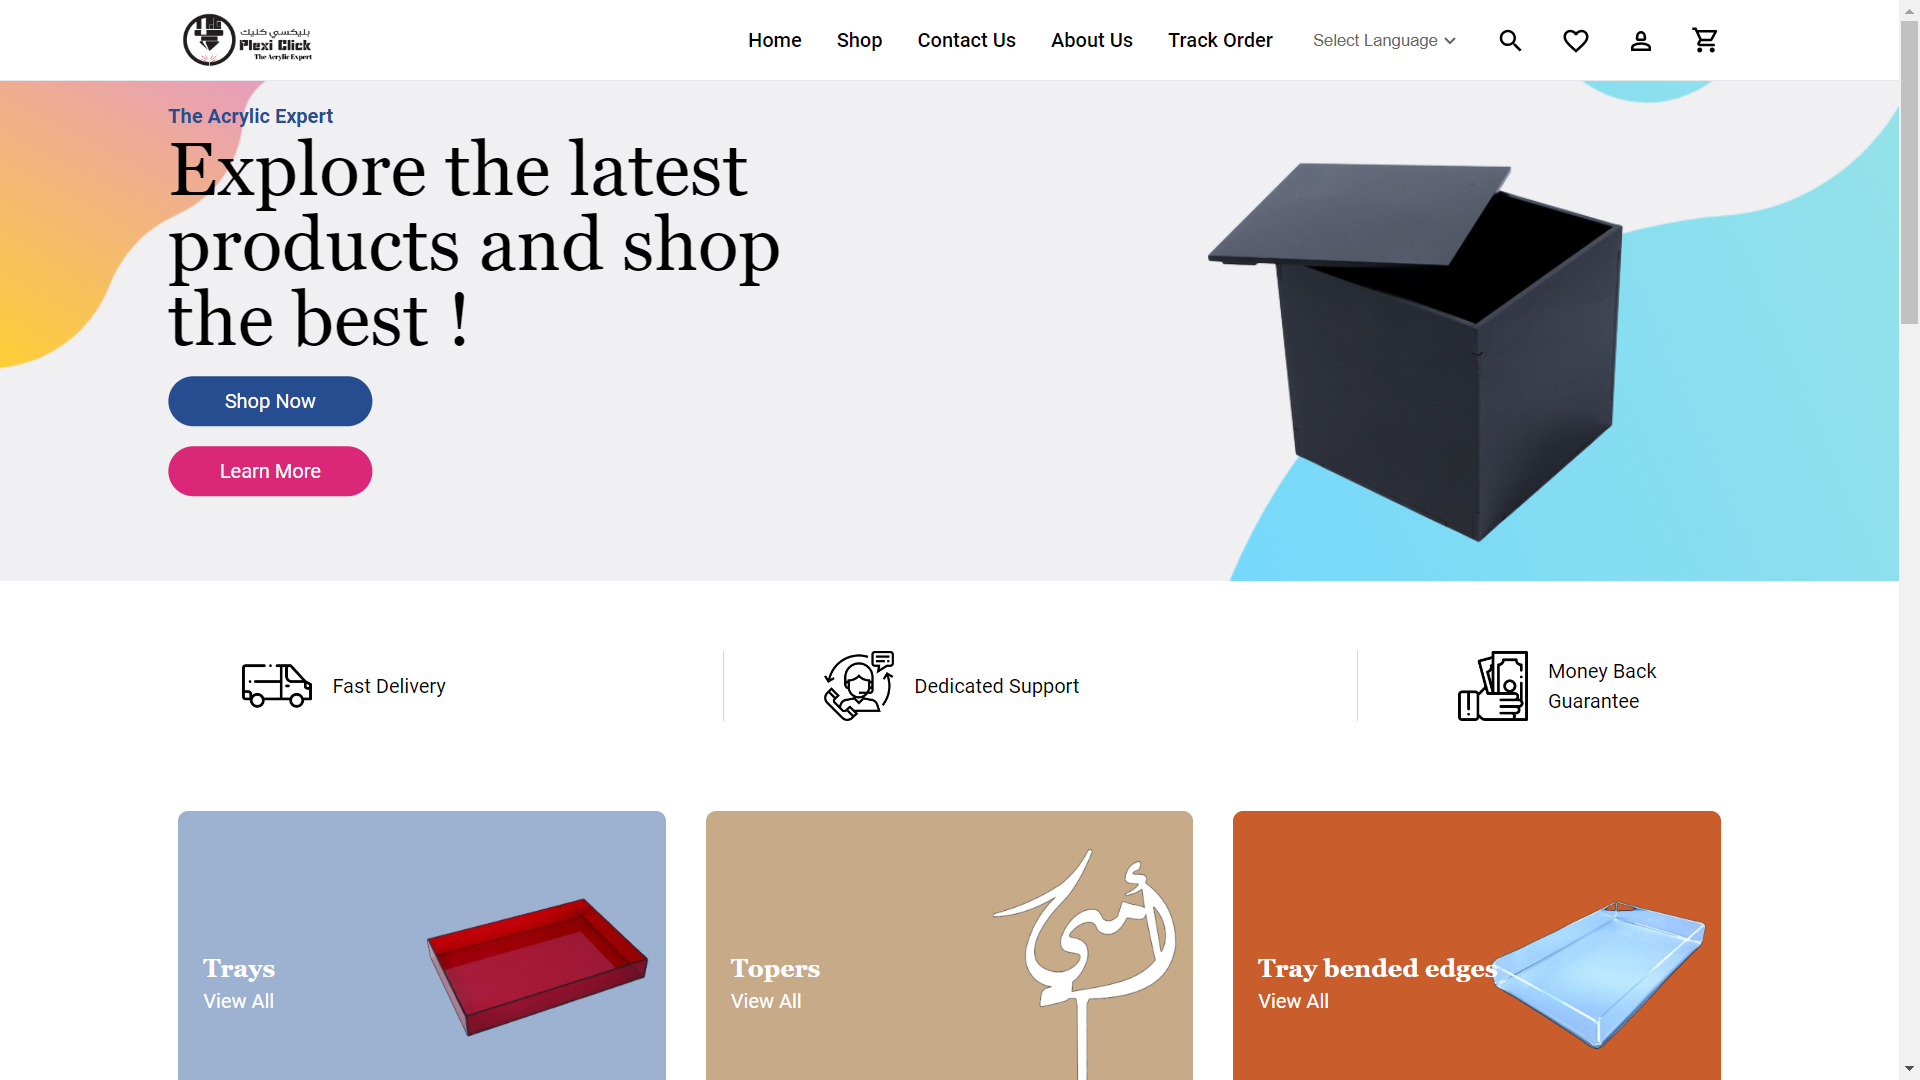 بليكسي كليك
Plexi Click
The Acrylic Expert
Home
Shop
Contact Us
About Us
Track Order
Select Language
The Acrylic Expert
Explore the latest
products and shop
the best !
Shop Now
Learn More
Fast Delivery
Dedicated Support
Money Back
Guarantee
Trays
View All
Topers
View All
Tray bended edges
View All